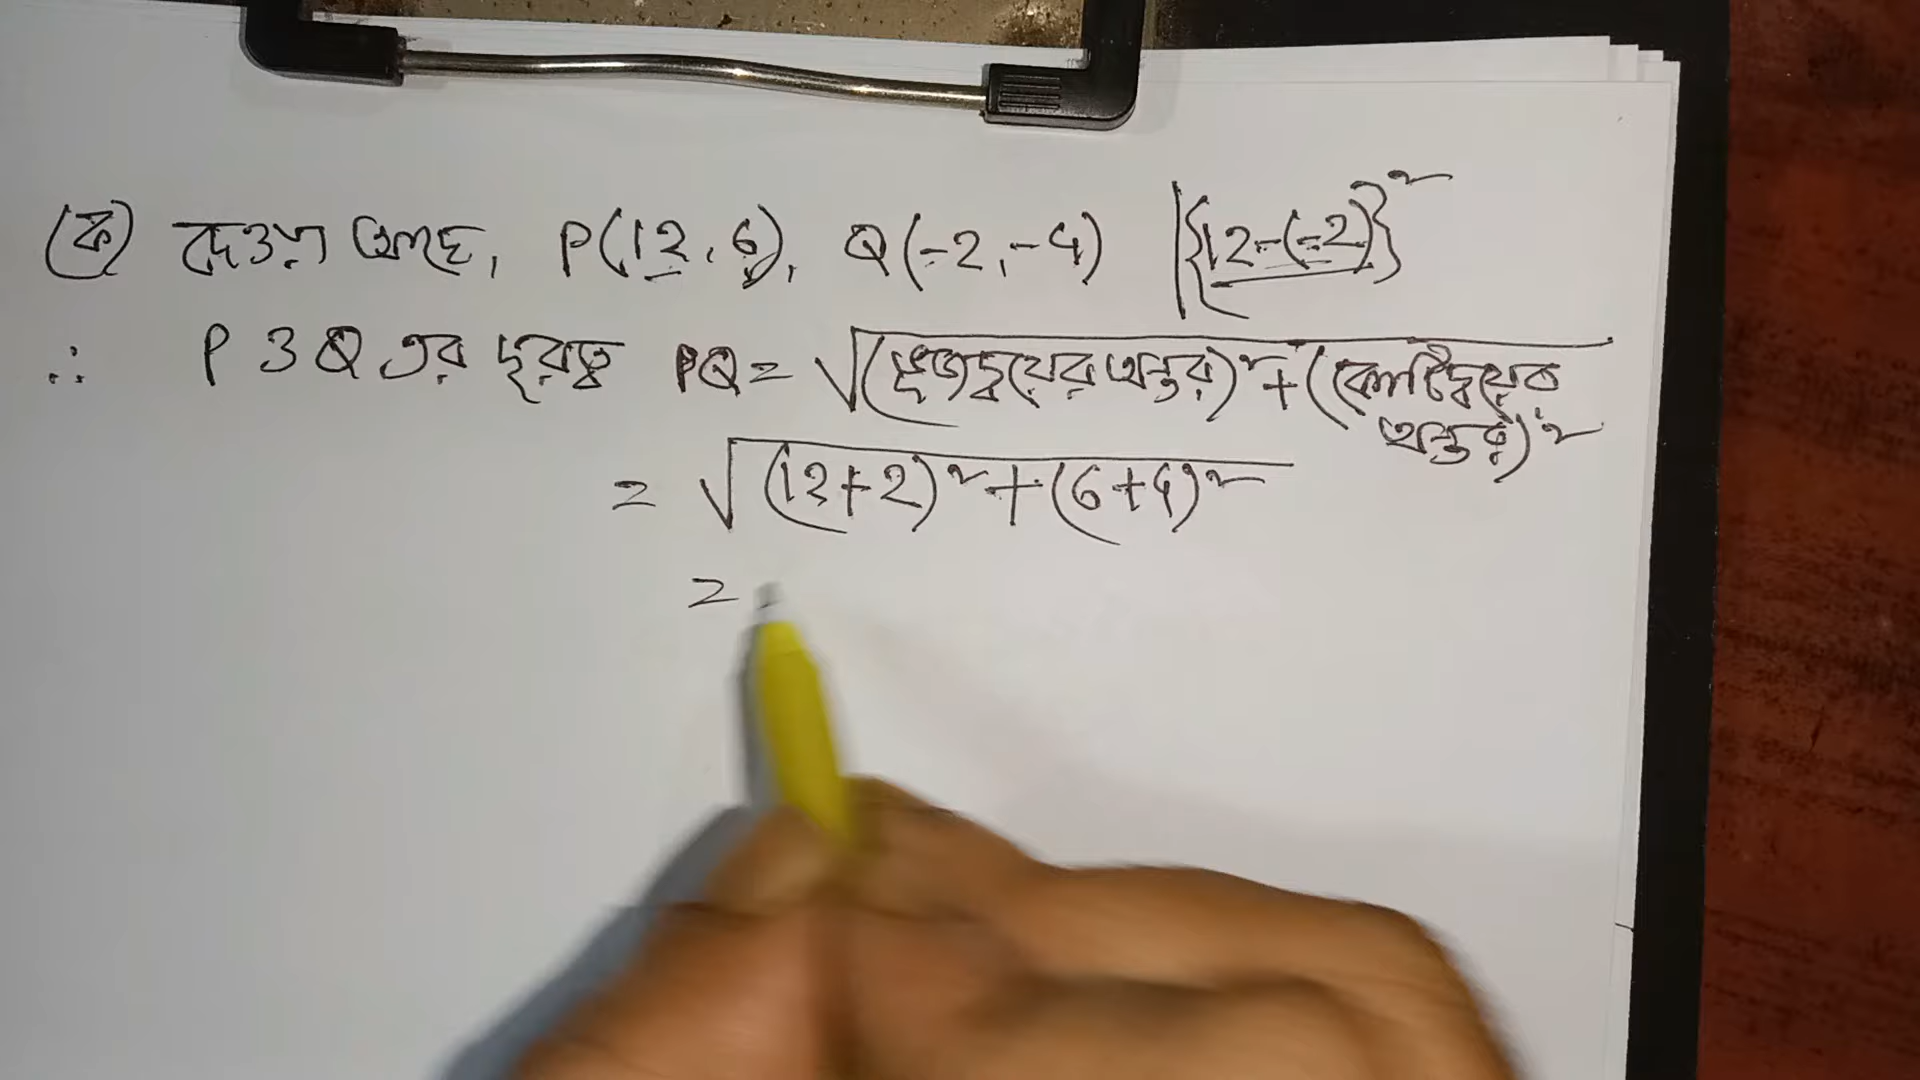 (ক) দেওয়া আছে, P(12, 6), Q(-2, -4) |{12-(-2)}²
∴ P ও Q এর দূরত্ব PQ = √(ভুজদ্বয়ের অন্তর)² + (কোটিদ্বয়ের
অন্তর)²
= √(12+2)² + (6+4)²
=